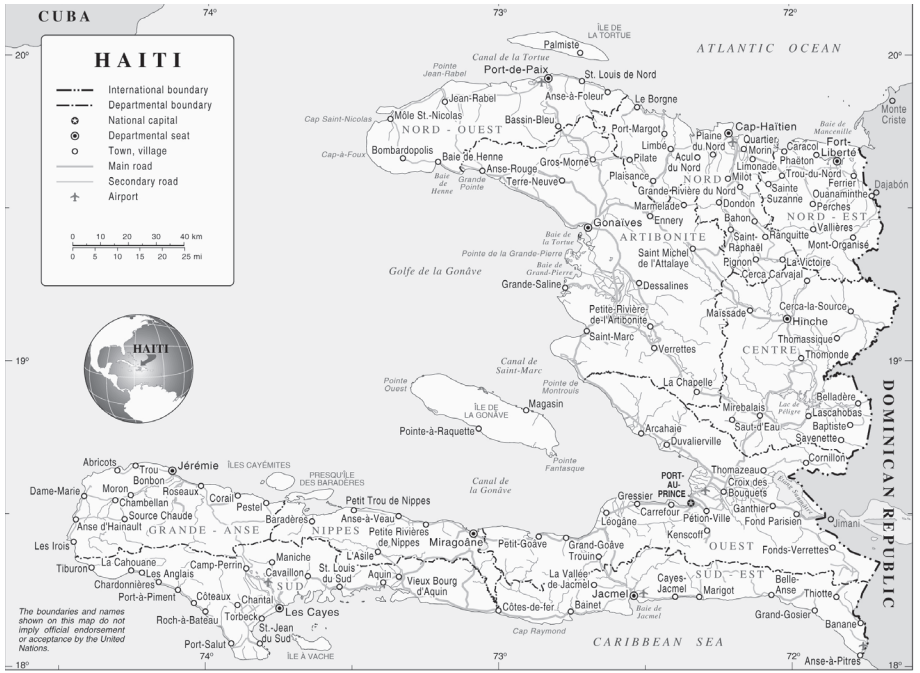 CUBA
74°
73°
72°
20°
20°
HAITI
International boundary
Departmental boundary
National capital
Departmental seat
Town, village
Main road
Secondary road
Airport
0 10 20 30 40 km
0 5 10 15 20 25 mi
ÎLE DE
LA TORTUE
Palmiste
Canal de la Tortue
ATLANTIC OCEAN
Pointe
Jean-Rabel
Port-de-Paix
St. Louis de Nord
Jean-Rabel
Anse-à-Foleur
Le Borgne
Monte
Criste
Cap Saint-Nicolas
Môle St.-Nicolas
NORD - OUEST
Bassin-Bleu
Port-Margot
Plaine
du Nord
Cap-Haïtien
Baie de
Mancenille
Fort-
Liberté
Limbé
Quartier
Morin
Caracol
Phaëton
Cap-à-Foux
Bombardopolis
Baie de Henne
Gros-Morne
Pilate
Acul
du Nord
Limonade
Anse-Rouge
Trou-du-Nord
Ferrier
Baie
de
Henne
Grande
Pointe
Terre-Neuve
Plaisance
NORD
Milot
Dajabón
Grande-Rivière du Nord
Sainte
Suzanne
Ouanaminthe
Marmelade
Dondon
Perches
Gonaïves
Ennery
Bahon
NORD - EST
Vallières
Baie de
la Tortue
ARTIBONITE
Saint-
Raphaël
Ranquitte
Mont-Organisé
Pointe de la Grande-Pierre
Saint Michel
de l'Attalaye
Pignon
La-Victoire
Golfe de la Gonâve
Baie de
Grand-Pierre
Cerca Carvajal
Grande-Saline
Dessalines
Petite-Rivière-
de-l'Artibonite
Maïssade
Cerca-la-Source
Hinche
Saint-Marc
Thomassique
HAITI
Verrettes
CENTRE
Thomonde
19°
19°
Canal de
Saint-Marc
Pointe
Ouest
Pointe de
Montrouis
La Chapelle
Belladère
ÎLE DE
LA GONÂVE
Magasin
Mirebalais
Lac de
Péligre
Lascahobas
Pointe-à-Raquette
Saut-d'Eau
Baptiste
Arcahaie
Savenette
Duvalierville
Pointe
Fantasque
Cornillon
DOMINICAN REPUBLIC
Abricots
Trou
Bonbon
Jérémie
ÎLES CAYÉMITES
PRESQU'ÎLE
DES BARADÈRES
Canal de
la Gonâve
PORT-
AU-
PRINCE
Thomazeau
Croix des
Bouquets
Étang Saumâtre
Dame-Marie
Moron
Roseaux
Corail
Petit Trou de Nippes
Gressier
Chambellan
Pestel
Anse-à-Veau
Carrefour
Ganthier
Anse d'Hainault
Source Chaude
Baradères
Petite Rivières
de Nippes
Léogâne
Pétion-Ville
Fond Parisien
Jimaní
GRANDE - ANSE
NIPPES
Miragoâne
Kenscoff
Les Irois
Petit-Goâve
Grand-Goâve
OUEST
Fonds-Verrettes
Maniche
L'Asile
Trouin
Tiburon
La Cahouane
Camp-Perrin
St. Louis
du Sud
La Vallée
de Jacmel
SUD - EST
Les Anglais
Cavaillon
Aquin
Vieux Bourg
d'Aquin
Cayes-
Jacmel
Belle-
Anse
Chardonnières
SUD
Jacmel
Marigot
Thiotte
Port-à-Piment
Côteaux
Chantal
Les Cayes
Côtes-de-fer
Bainet
Baie de
Jacmel
Grand-Gosier
Torbeck
Roch-à-Bateau
St.-Jean
du Sud
Cap Raymond
Banane
Port-Salut
ÎLE À VACHE
CARIBBEAN SEA
Anse-à-Pitres
The boundaries and names
shown on this map do not
imply official endorsement
or acceptance by the United
Nations.
18°
18°
74°
73°
72°